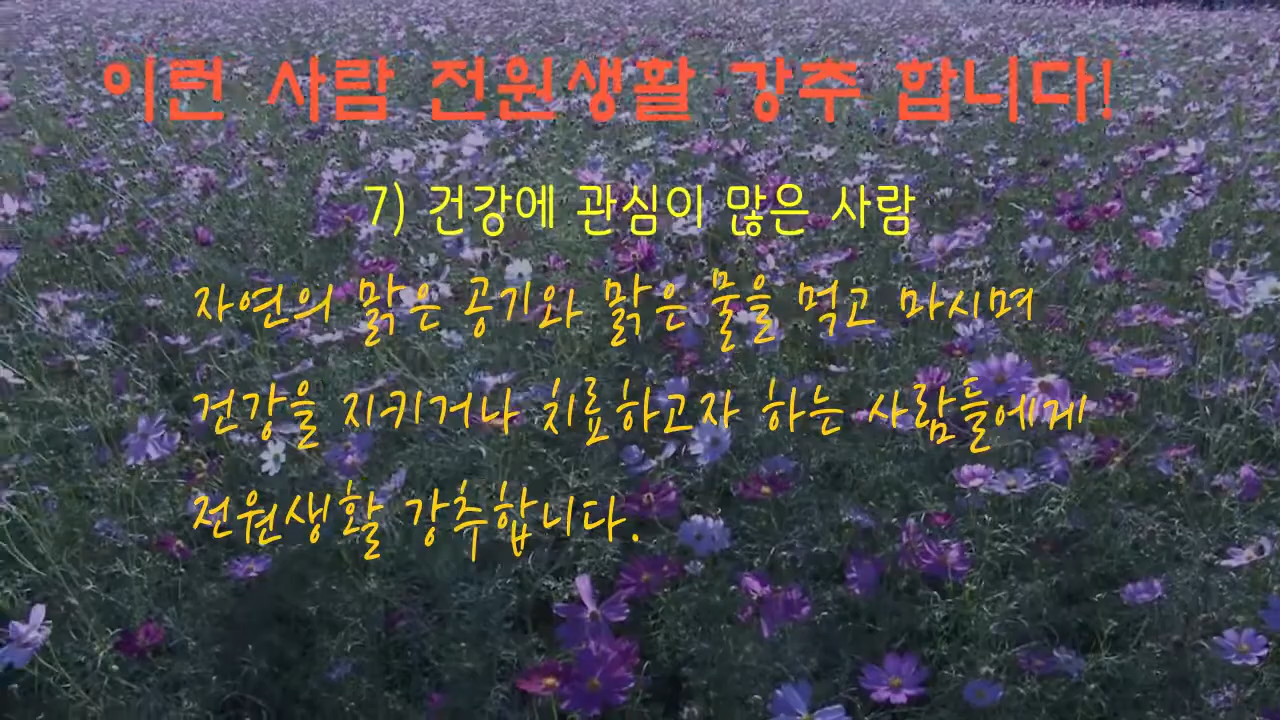 이런 사람 전원생활 강추 합니다!
7) 건강에 관심이 많은 사람
자연의 맑은 공기와 맑은 물을 먹고 마시며
건강을 지키거나 치료하고자 하는 사람들에게
전원생활 강추합니다.